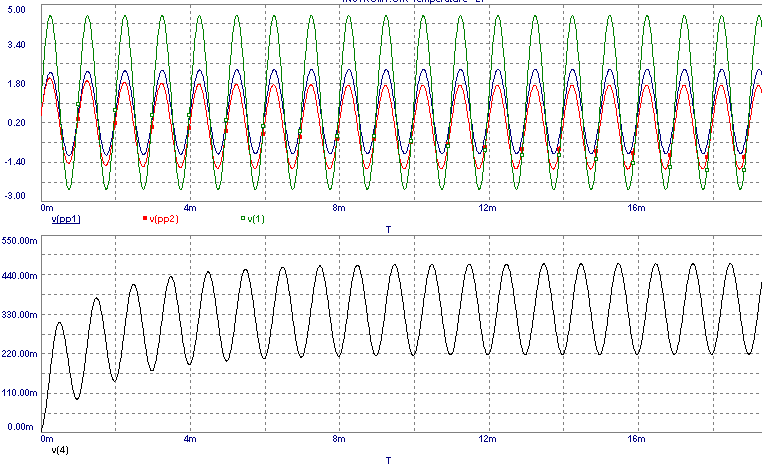 Temperature
5.00
3.40
1.80
0.20
-1.40
-3.00
0m 4m 8m 12m 16m
v(pp1) v(pp2) v(1)
T
550.00m
440.00m
330.00m
220.00m
110.00m
0.00m
0m 4m 8m 12m 16m
v(4)
T